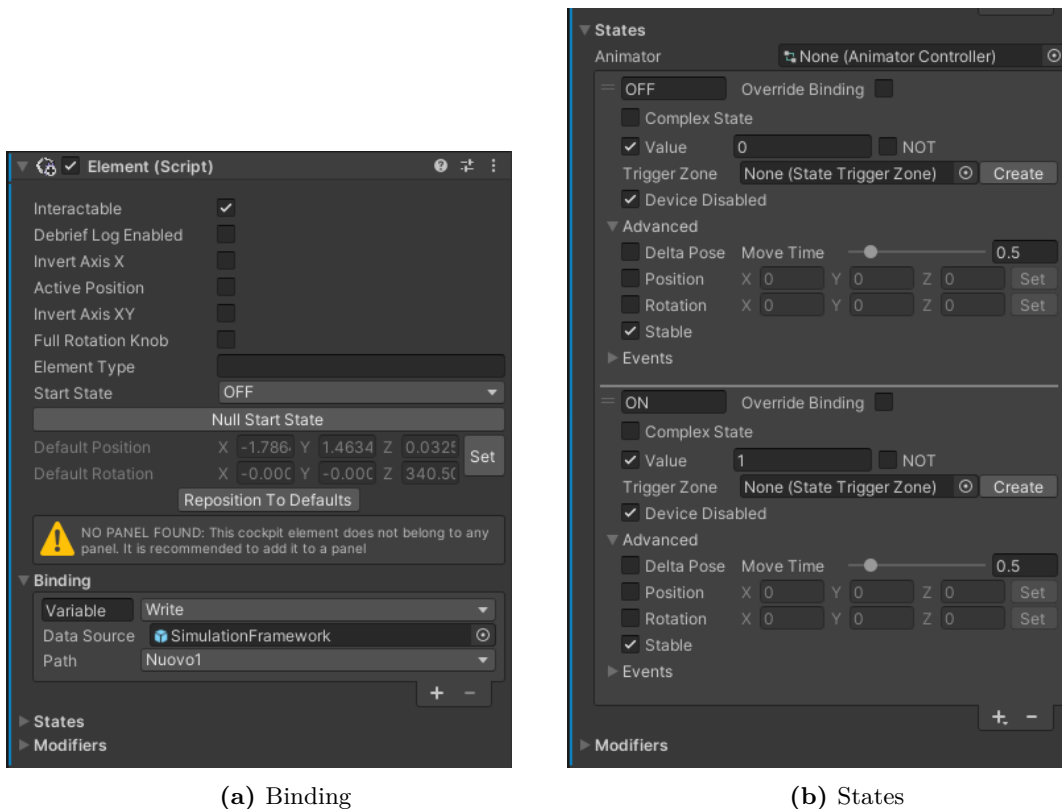 Element (Script)
Interactable
Debrief Log Enabled
Invert Axis X
Active Position
Invert Axis XY
Full Rotation Knob
Element Type
Start State OFF
Null Start State
Default Position X -1.786 Y 1.4634 Z 0.0325
Default Rotation X -0.000 Y -0.000 Z 340.50
Set
Reposition To Defaults
NO PANEL FOUND: This cockpit element does not belong to any
panel. It is recommended to add it to a panel
Binding
Variable Write
Data Source SimulationFramework
Path Nuovo1
+ −
States
Modifiers
(a) Binding
States
Animator None (Animator Controller)
OFF Override Binding
Complex State
Value 0 NOT
Trigger Zone None (State Trigger Zone) Create
Device Disabled
Advanced
Delta Pose Move Time 0.5
Position X 0 Y 0 Z 0 Set
Rotation X 0 Y 0 Z 0 Set
Stable
Events
ON Override Binding
Complex State
Value 1 NOT
Trigger Zone None (State Trigger Zone) Create
Device Disabled
Advanced
Delta Pose Move Time 0.5
Position X 0 Y 0 Z 0 Set
Rotation X 0 Y 0 Z 0 Set
Stable
Events
+ −
Modifiers
(b) States